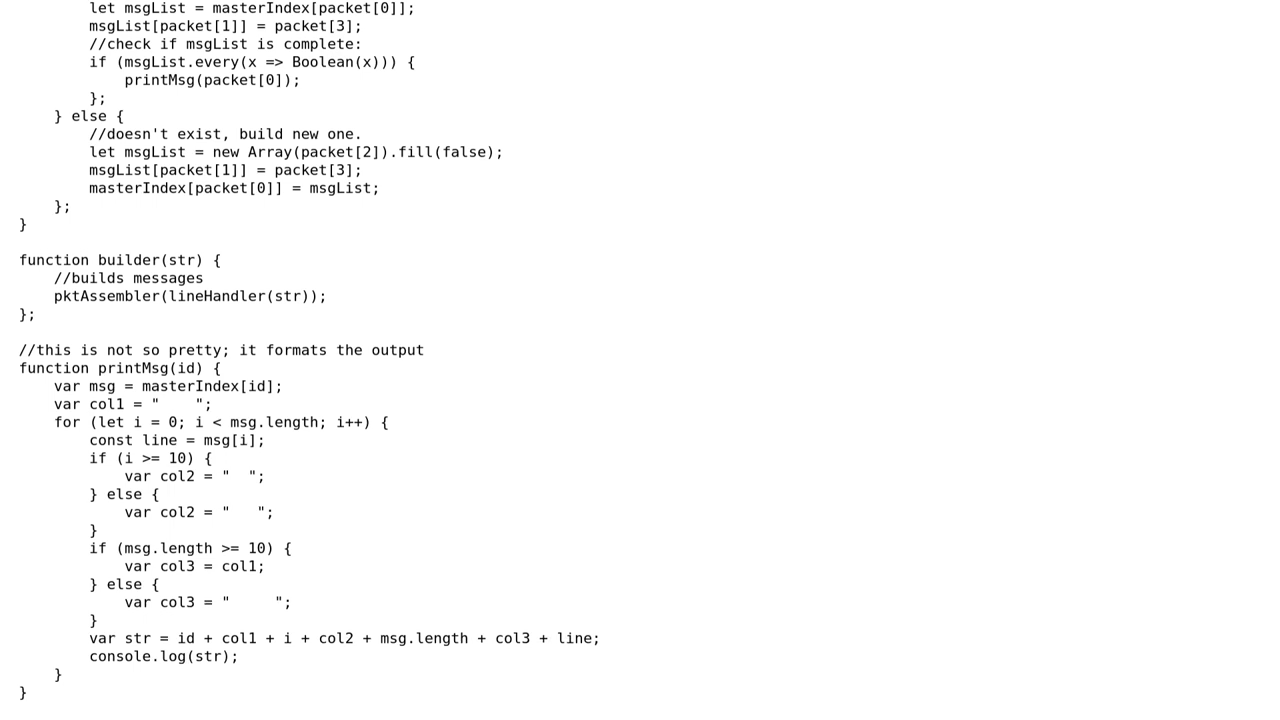 let msgList = masterIndex[packet[0]];
        msgList[packet[1]] = packet[3];
        //check if msgList is complete:
        if (msgList.every(x => Boolean(x))) {
            printMsg(packet[0]);
        };
    } else {
        //doesn't exist, build new one.
        let msgList = new Array(packet[2]).fill(false);
        msgList[packet[1]] = packet[3];
        masterIndex[packet[0]] = msgList;
    };
}

function builder(str) {
    //builds messages
    pktAssembler(lineHandler(str));
};

//this is not so pretty; it formats the output
function printMsg(id) {
    var msg = masterIndex[id];
    var col1 = "    ";
    for (let i = 0; i < msg.length; i++) {
        const line = msg[i];
        if (i >= 10) {
            var col2 = "  ";
        } else {
            var col2 = "   ";
        }
        if (msg.length >= 10) {
            var col3 = col1;
        } else {
            var col3 = "     ";
        }
        var str = id + col1 + i + col2 + msg.length + col3 + line;
        console.log(str);
    }
}